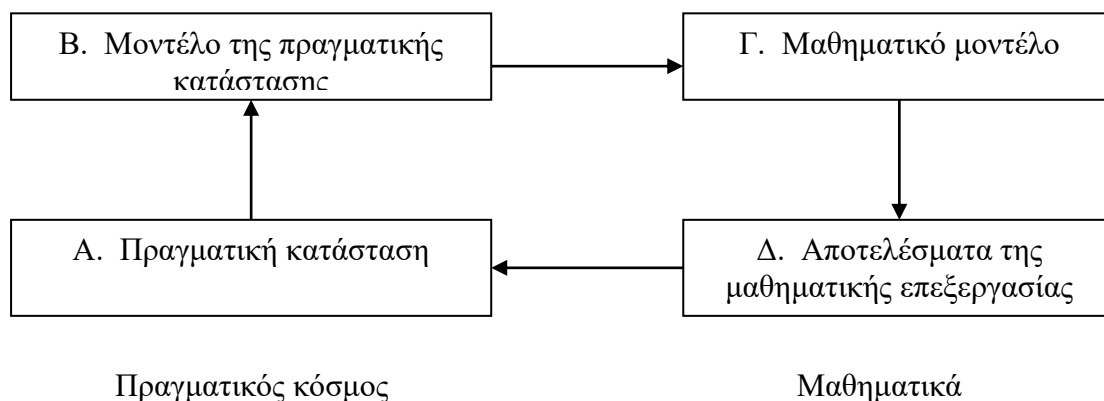 Β. Μοντέλο της πραγματικής
κατάστασης
Γ. Μαθηματικό μοντέλο
Α. Πραγματική κατάσταση
Δ. Αποτελέσματα της
μαθηματικής επεξεργασίας
Πραγματικός κόσμος
Μαθηματικά